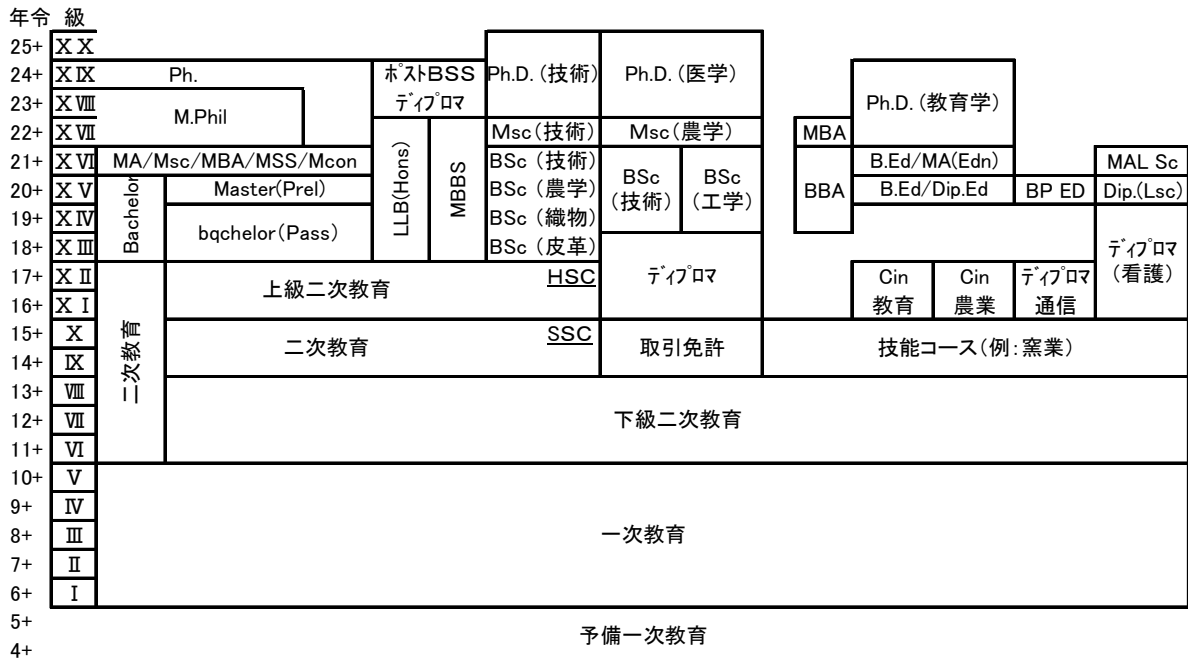 年令 級
25+ ⅩⅩ
24+ ⅩⅨ Ph. ポストBSS Ph.D.（技術） Ph.D.（医学）
23+ ⅩⅧ M.Phil ディプロマ Ph.D.（教育学）
22+ ⅩⅦ Msc（技術） Msc（農学） MBA
21+ ⅩⅥ MA/Msc/MBA/MSS/Mcon LLB(Hons) MBBS BSc（技術） BSc（技術） BSc（工学） BBA B.Ed/MA(Edn) MAL Sc
20+ ⅩⅤ Bachelor Master(Prel) BSc（農学） B.Ed/Dip.Ed BP ED Dip.(Lsc)
19+ ⅩⅣ bqchelor(Pass) BSc（織物）
18+ ⅩⅢ BSc（皮革） ディプロマ（看護）
17+ ⅩⅡ 上級二次教育 HSC ディプロマ Cin教育 Cin農業 ディプロマ通信
16+ ⅩⅠ
15+ Ⅹ 二次教育 二次教育 SSC 取引免許 技能コース（例：窯業）
14+ Ⅸ
13+ Ⅷ
12+ Ⅶ 下級二次教育
11+ Ⅵ
10+ Ⅴ
9+ Ⅳ
8+ Ⅲ 一次教育
7+ Ⅱ
6+ Ⅰ
5+ 予備一次教育
4+